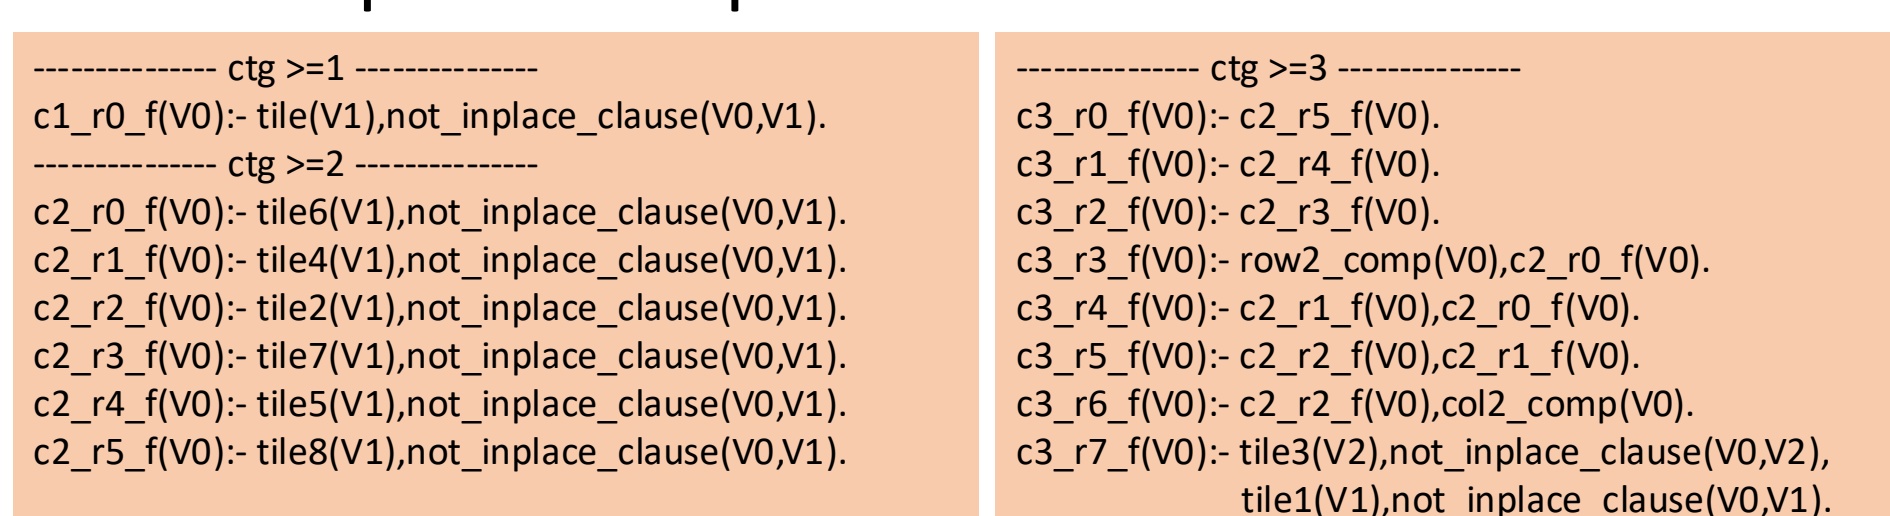 --------------- ctg >=1 ---------------
c1_r0_f(V0):- tile(V1),not_inplace_clause(V0,V1).
--------------- ctg >=2 ---------------
c2_r0_f(V0):- tile6(V1),not_inplace_clause(V0,V1).
c2_r1_f(V0):- tile4(V1),not_inplace_clause(V0,V1).
c2_r2_f(V0):- tile2(V1),not_inplace_clause(V0,V1).
c2_r3_f(V0):- tile7(V1),not_inplace_clause(V0,V1).
c2_r4_f(V0):- tile5(V1),not_inplace_clause(V0,V1).
c2_r5_f(V0):- tile8(V1),not_inplace_clause(V0,V1).
--------------- ctg >=3 ---------------
c3_r0_f(V0):- c2_r5_f(V0).
c3_r1_f(V0):- c2_r4_f(V0).
c3_r2_f(V0):- c2_r3_f(V0).
c3_r3_f(V0):- row2_comp(V0),c2_r0_f(V0).
c3_r4_f(V0):- c2_r1_f(V0),c2_r0_f(V0).
c3_r5_f(V0):- c2_r2_f(V0),c2_r1_f(V0).
c3_r6_f(V0):- c2_r2_f(V0),col2_comp(V0).
c3_r7_f(V0):- tile3(V2),not_inplace_clause(V0,V2),
tile1(V1),not_inplace_clause(V0,V1).